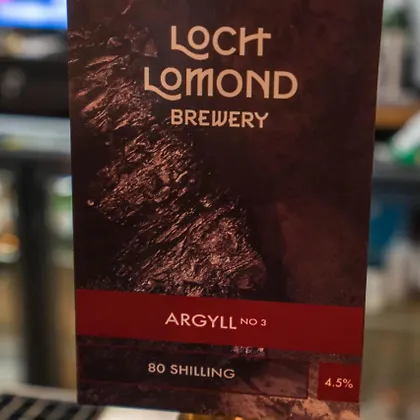 LOCH
LOMOND
BREWERY
ARGYLL NO 3
80 SHILLING
4.5%